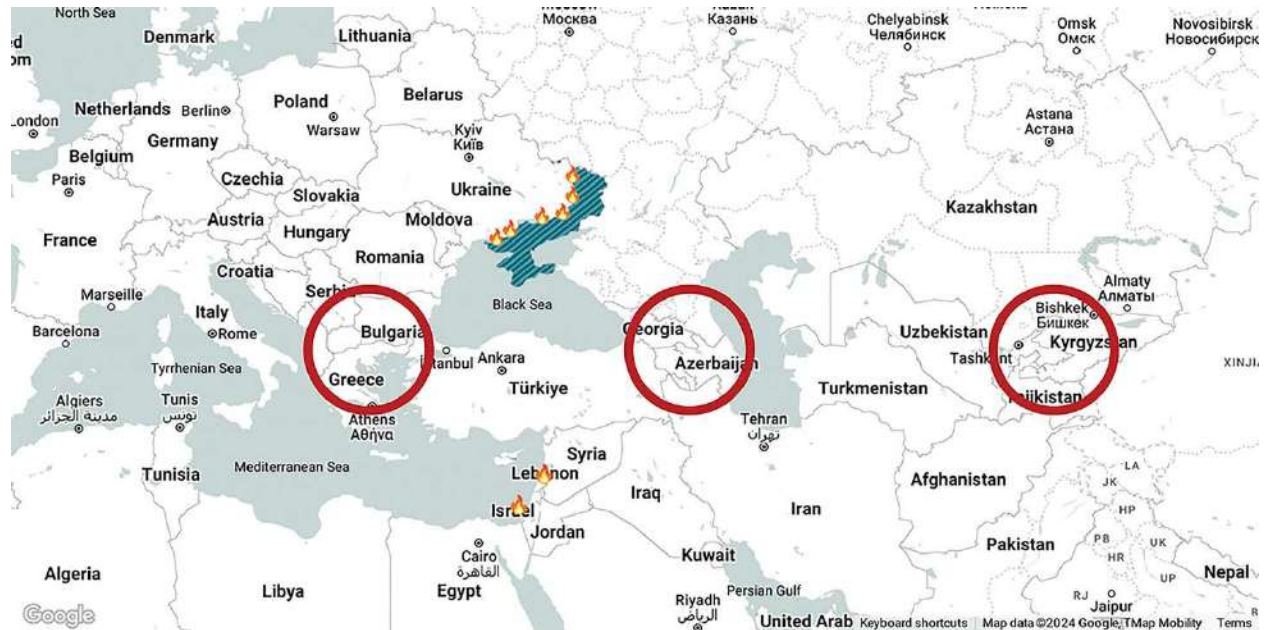 North Sea
Москва
Казань
Казань
Chelyabinsk
Челябинск
Omsk
Омск
Novosibirsk
Новосибирск
Denmark
Lithuania
ed
om
London
Netherlands
Berlin
Poland
Warsaw
Belarus
Germany
Belgium
Paris
Kyiv
Київ
Astana
Астана
Czechia
Slovakia
Ukraine
Austria
Hungary
Moldova
Kazakhstan
France
Romania
Croatia
Serbia
Marseille
Italy
Rome
Barcelona
Black Sea
Bulgaria
Georgia
Almaty
Алматы
Bishkek
Бишкек
Uzbekistan
Kyrgyzstan
Tashkent
İstanbul
Ankara
Azerbaijan
XINJI
Tyrrhenian Sea
Greece
Türkiye
Turkmenistan
Tajikistan
Algiers
مدينة الجزائر
Tunis
تونس
Athens
Αθήνα
Tehran
تهران
Tunisia
Mediterranean Sea
Syria
Lebanon
Iraq
Afghanistan
LA
JK
HP
Israel
Jordan
Iran
Cairo
القاهرة
Kuwait
Pakistan
PB
UK
HR
Algeria
Libya
Egypt
Persian Gulf
UP
Nepal
RJ
Jaipur
Riyadh
الرياض
United Arab
Google
Keyboard shortcuts
Map data ©2024 Google, TMap Mobility
Terms